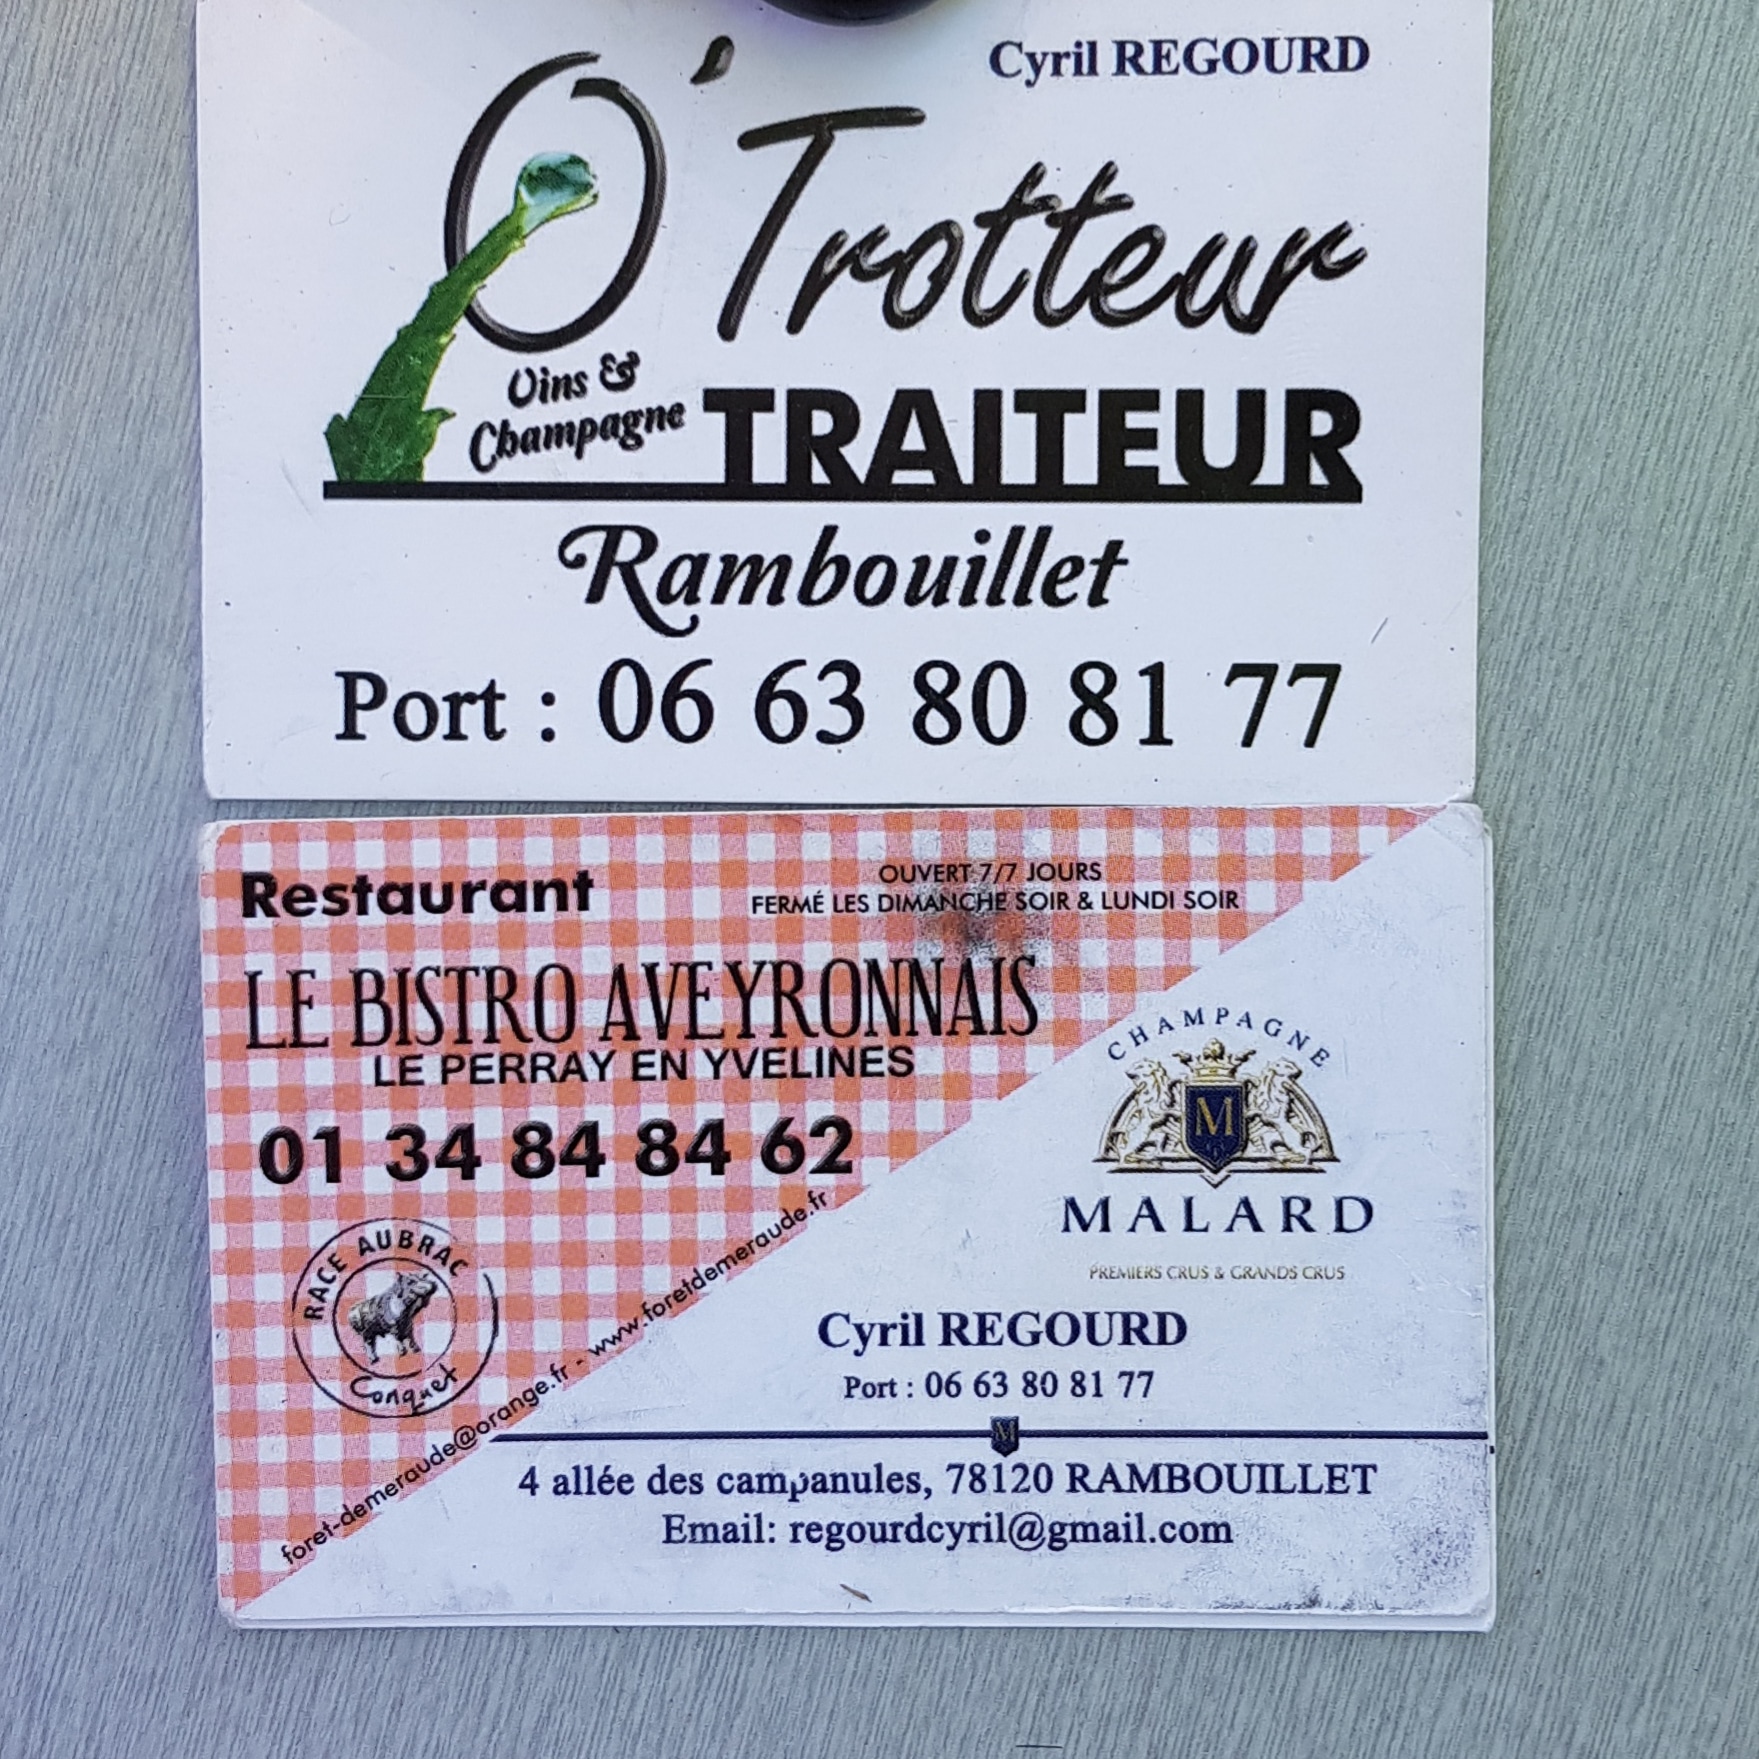 Cyril REGOURD
O'Trotteur
Vins &
Champagne
TRAITEUR
Rambouillet
Port : 06 63 80 81 77
Restaurant
OUVERT 7/7 JOURS
FERMÉ LES DIMANCHE SOIR & LUNDI SOIR
LE BISTRO AVEYRONNAIS
LE PERRAY EN YVELINES
01 34 84 84 62
RACE AUBRAC
Conquet
foret-demeraude@orange.fr - www.foretdemeraude.fr
CHAMPAGNE
M
MALARD
PREMIERS CRUS & GRANDS CRUS
Cyril REGOURD
Port : 06 63 80 81 77
M
4 allée des campanules, 78120 RAMBOUILLET
Email: regourdcyril@gmail.com